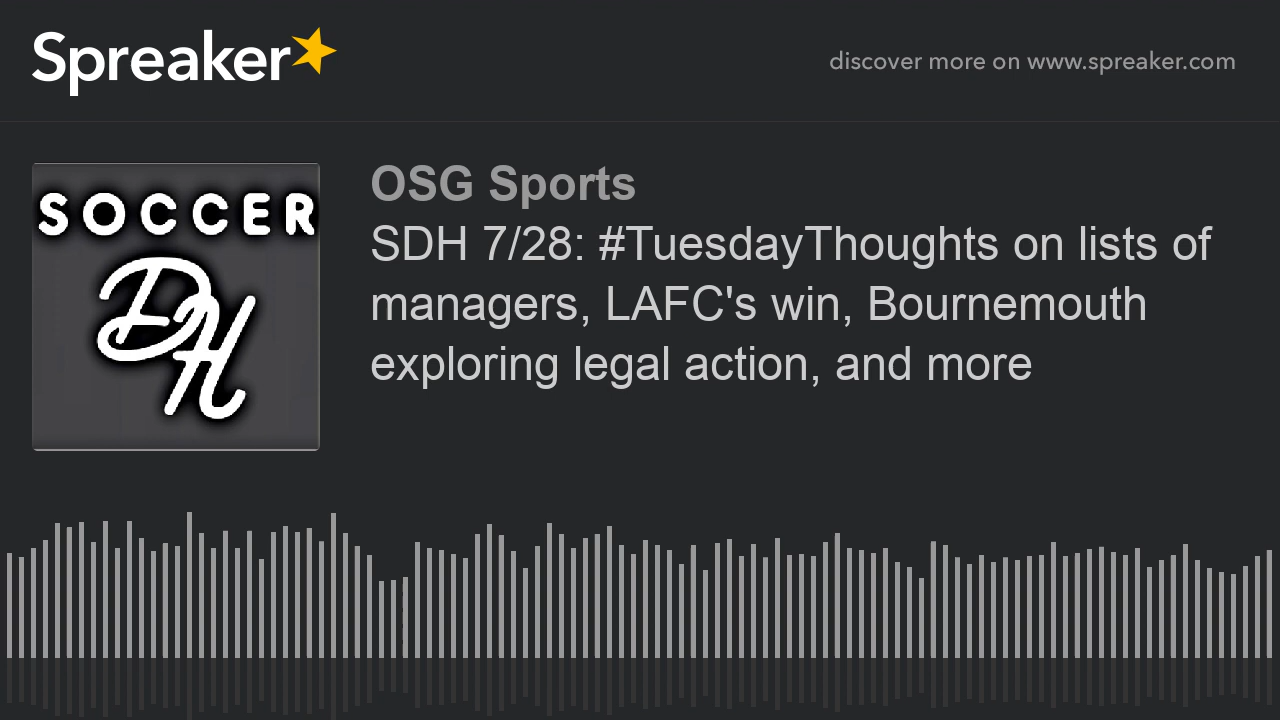 Spreaker
discover more on www.spreaker.com
SOCCER
DH
OSG Sports
SDH 7/28: #TuesdayThoughts on lists of
managers, LAFC's win, Bournemouth
exploring legal action, and more